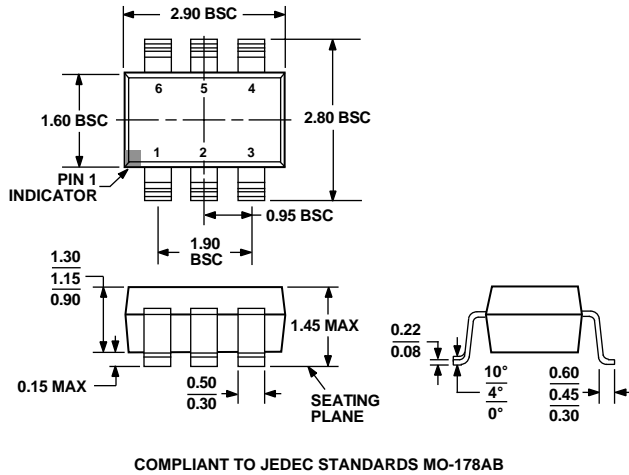 2.90 BSC
6 5 4
1.60 BSC
2.80 BSC
1 2 3
PIN 1
INDICATOR
0.95 BSC
1.90
BSC
1.30
1.15
0.90
1.45 MAX
0.15 MAX
0.50
0.30
SEATING
PLANE
0.22
0.08
10°
4°
0°
0.60
0.45
0.30
COMPLIANT TO JEDEC STANDARDS MO-178AB